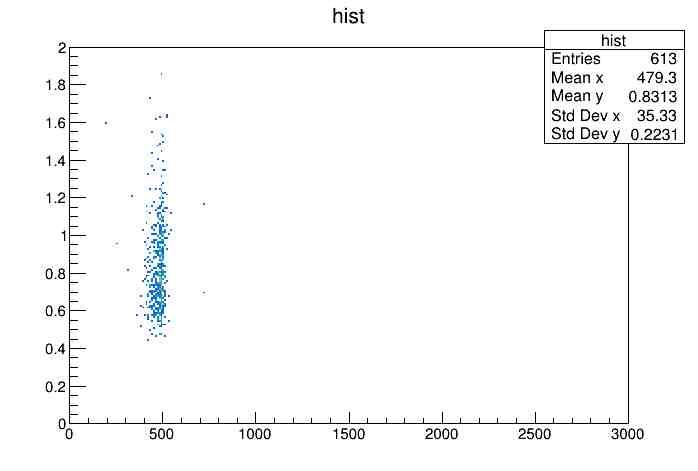 hist
hist
Entries 613
Mean x 479.3
Mean y 0.8313
Std Dev x 35.33
Std Dev y 0.2231
2
1.8
1.6
1.4
1.2
1
0.8
0.6
0.4
0.2
0
0 500 1000 1500 2000 2500 3000